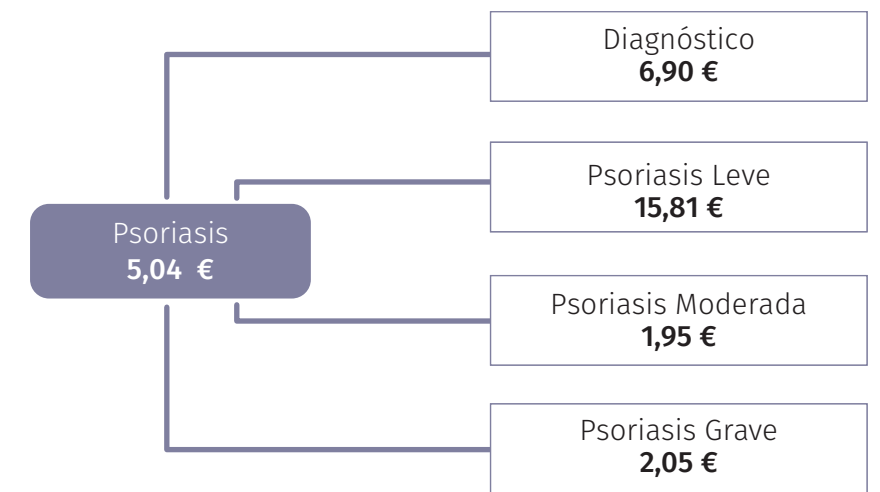 Diagnóstico
6,90 €
Psoriasis Leve
15,81 €
Psoriasis
5,04 €
Psoriasis Moderada
1,95 €
Psoriasis Grave
2,05 €